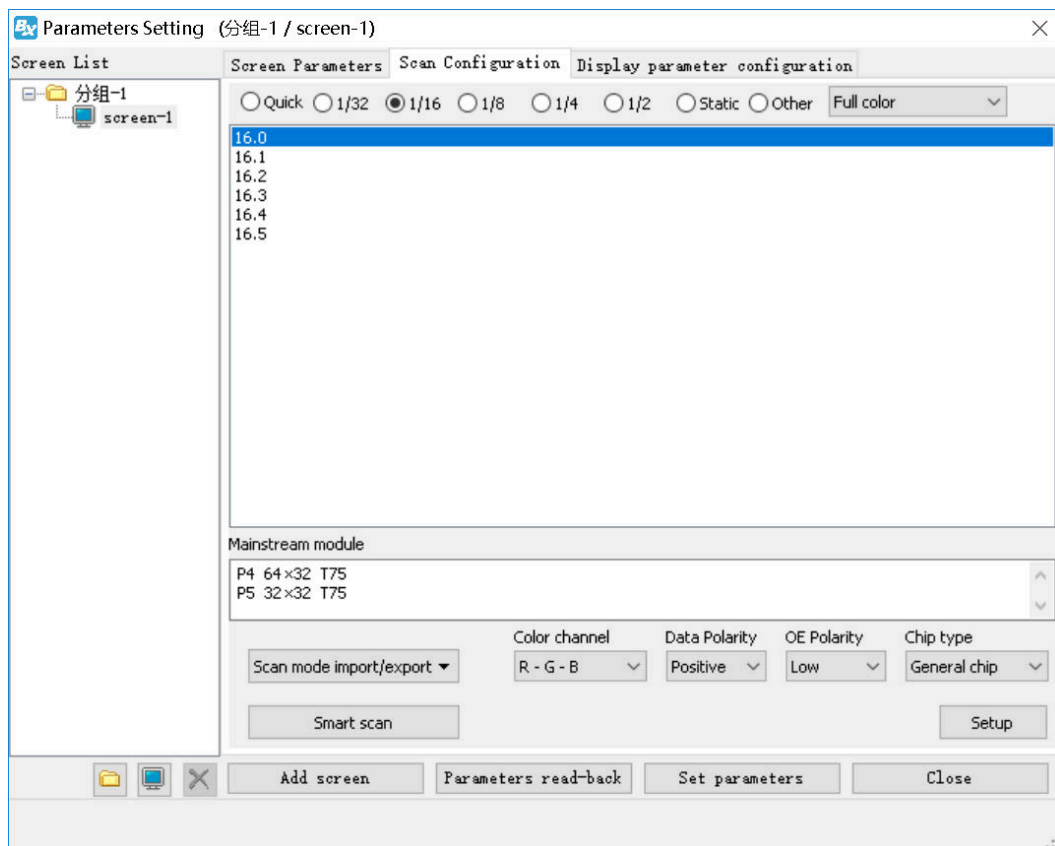 BX Parameters Setting (分组-1 / screen-1)
Screen List
Screen Parameters Scan Configuration Display parameter configuration
分组-1
screen-1
Quick 1/32 1/16 1/8 1/4 1/2 Static Other Full color
16.0
16.1
16.2
16.3
16.4
16.5
Mainstream module
P4 64×32 T75
P5 32×32 T75
Color channel Data Polarity OE Polarity Chip type
Scan mode import/export R - G - B Positive Low General chip
Smart scan Setup
Add screen Parameters read-back Set parameters Close